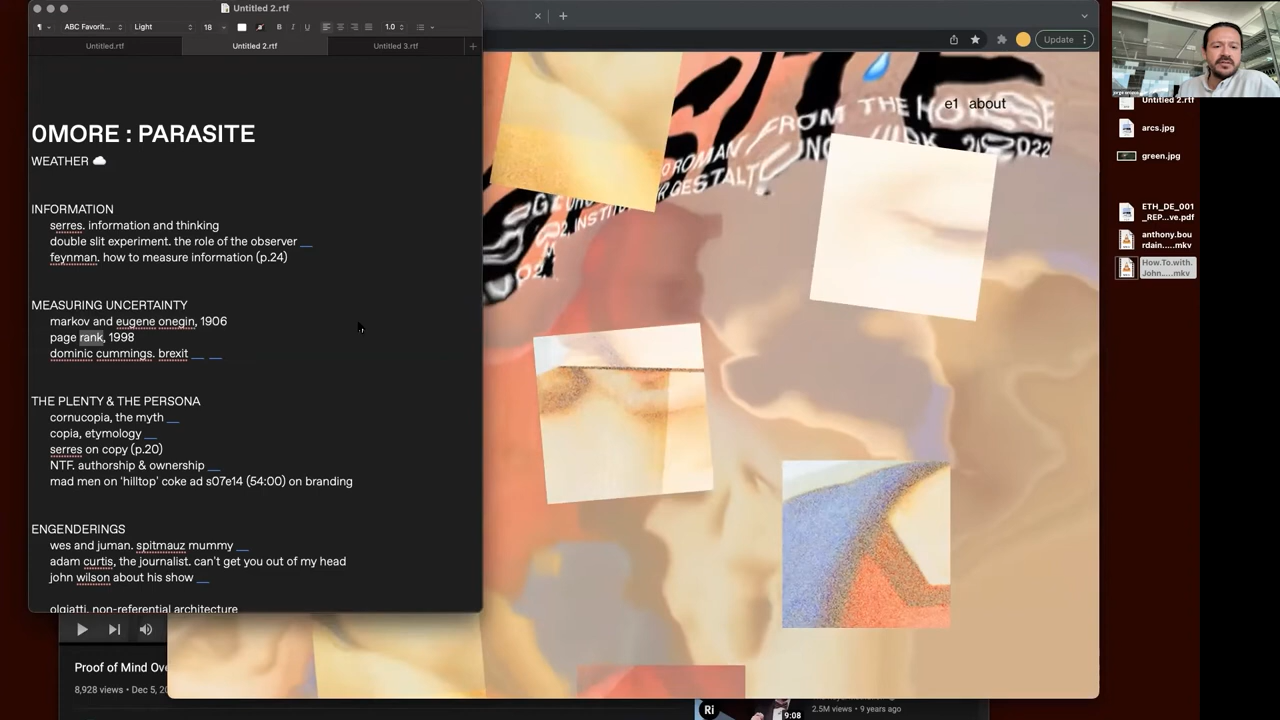 Untitled 2.rtf
ABC Favorit... Light 18 B I U 1.0
Untitled.rtf Untitled 2.rtf Untitled 3.rtf
0MORE : PARASITE
WEATHER ☁️
INFORMATION
serres. information and thinking
double slit experiment. the role of the observer __
feynman. how to measure information (p.24)
MEASURING UNCERTAINTY
markov and eugene onegin, 1906
page rank, 1998
dominic cummings. brexit __ __
THE PLENTY & THE PERSONA
cornucopia, the myth __
copia, etymology __
serres on copy (p.20)
NTF. authorship & ownership __
mad men on ‘hilltop’ coke ad s07e14 (54:00) on branding
ENGENDERINGS
wes and juman. spitmauz mummy __
adam curtis, the journalist. can’t get you out of my head
john wilson about his show __
olgiatti. non-referential architecture
Update
e1 about
FROM THE HOUSE
2022
GESTALT
Untitled 2.rtf
arcs.jpg
green.jpg
ETH_DE_001
_REP...ve.pdf
anthony.bou
rdain...mkv
How.To.with.
John.....mkv
Proof of Mind Ov
8,928 views • Dec 5, 20
Ri
9:08
2.5M views • 9 years ago